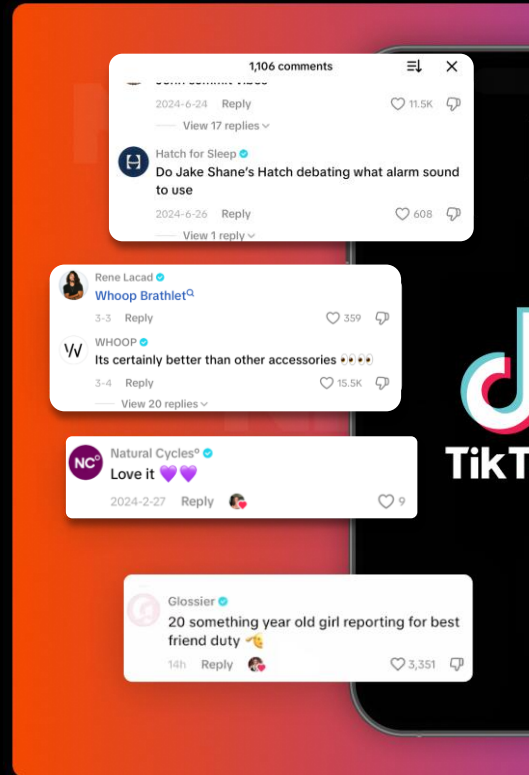 1,106 comments
2024-6-24 Reply 11.5K
View 17 replies
Hatch for Sleep
Do Jake Shane's Hatch debating what alarm sound
to use
2024-6-26 Reply 608
View 1 reply
Rene Lacad
Whoop Brathlet
3-3 Reply 359
W
WHOOP
Its certainly better than other accessories 👀👀
3-4 Reply 15.5K
View 20 replies
NC°
Natural Cycles°
Love it 💜💜
2024-2-27 Reply 9
TikT
Glossier
20 something year old girl reporting for best
friend duty 🫡
14h Reply 3,351